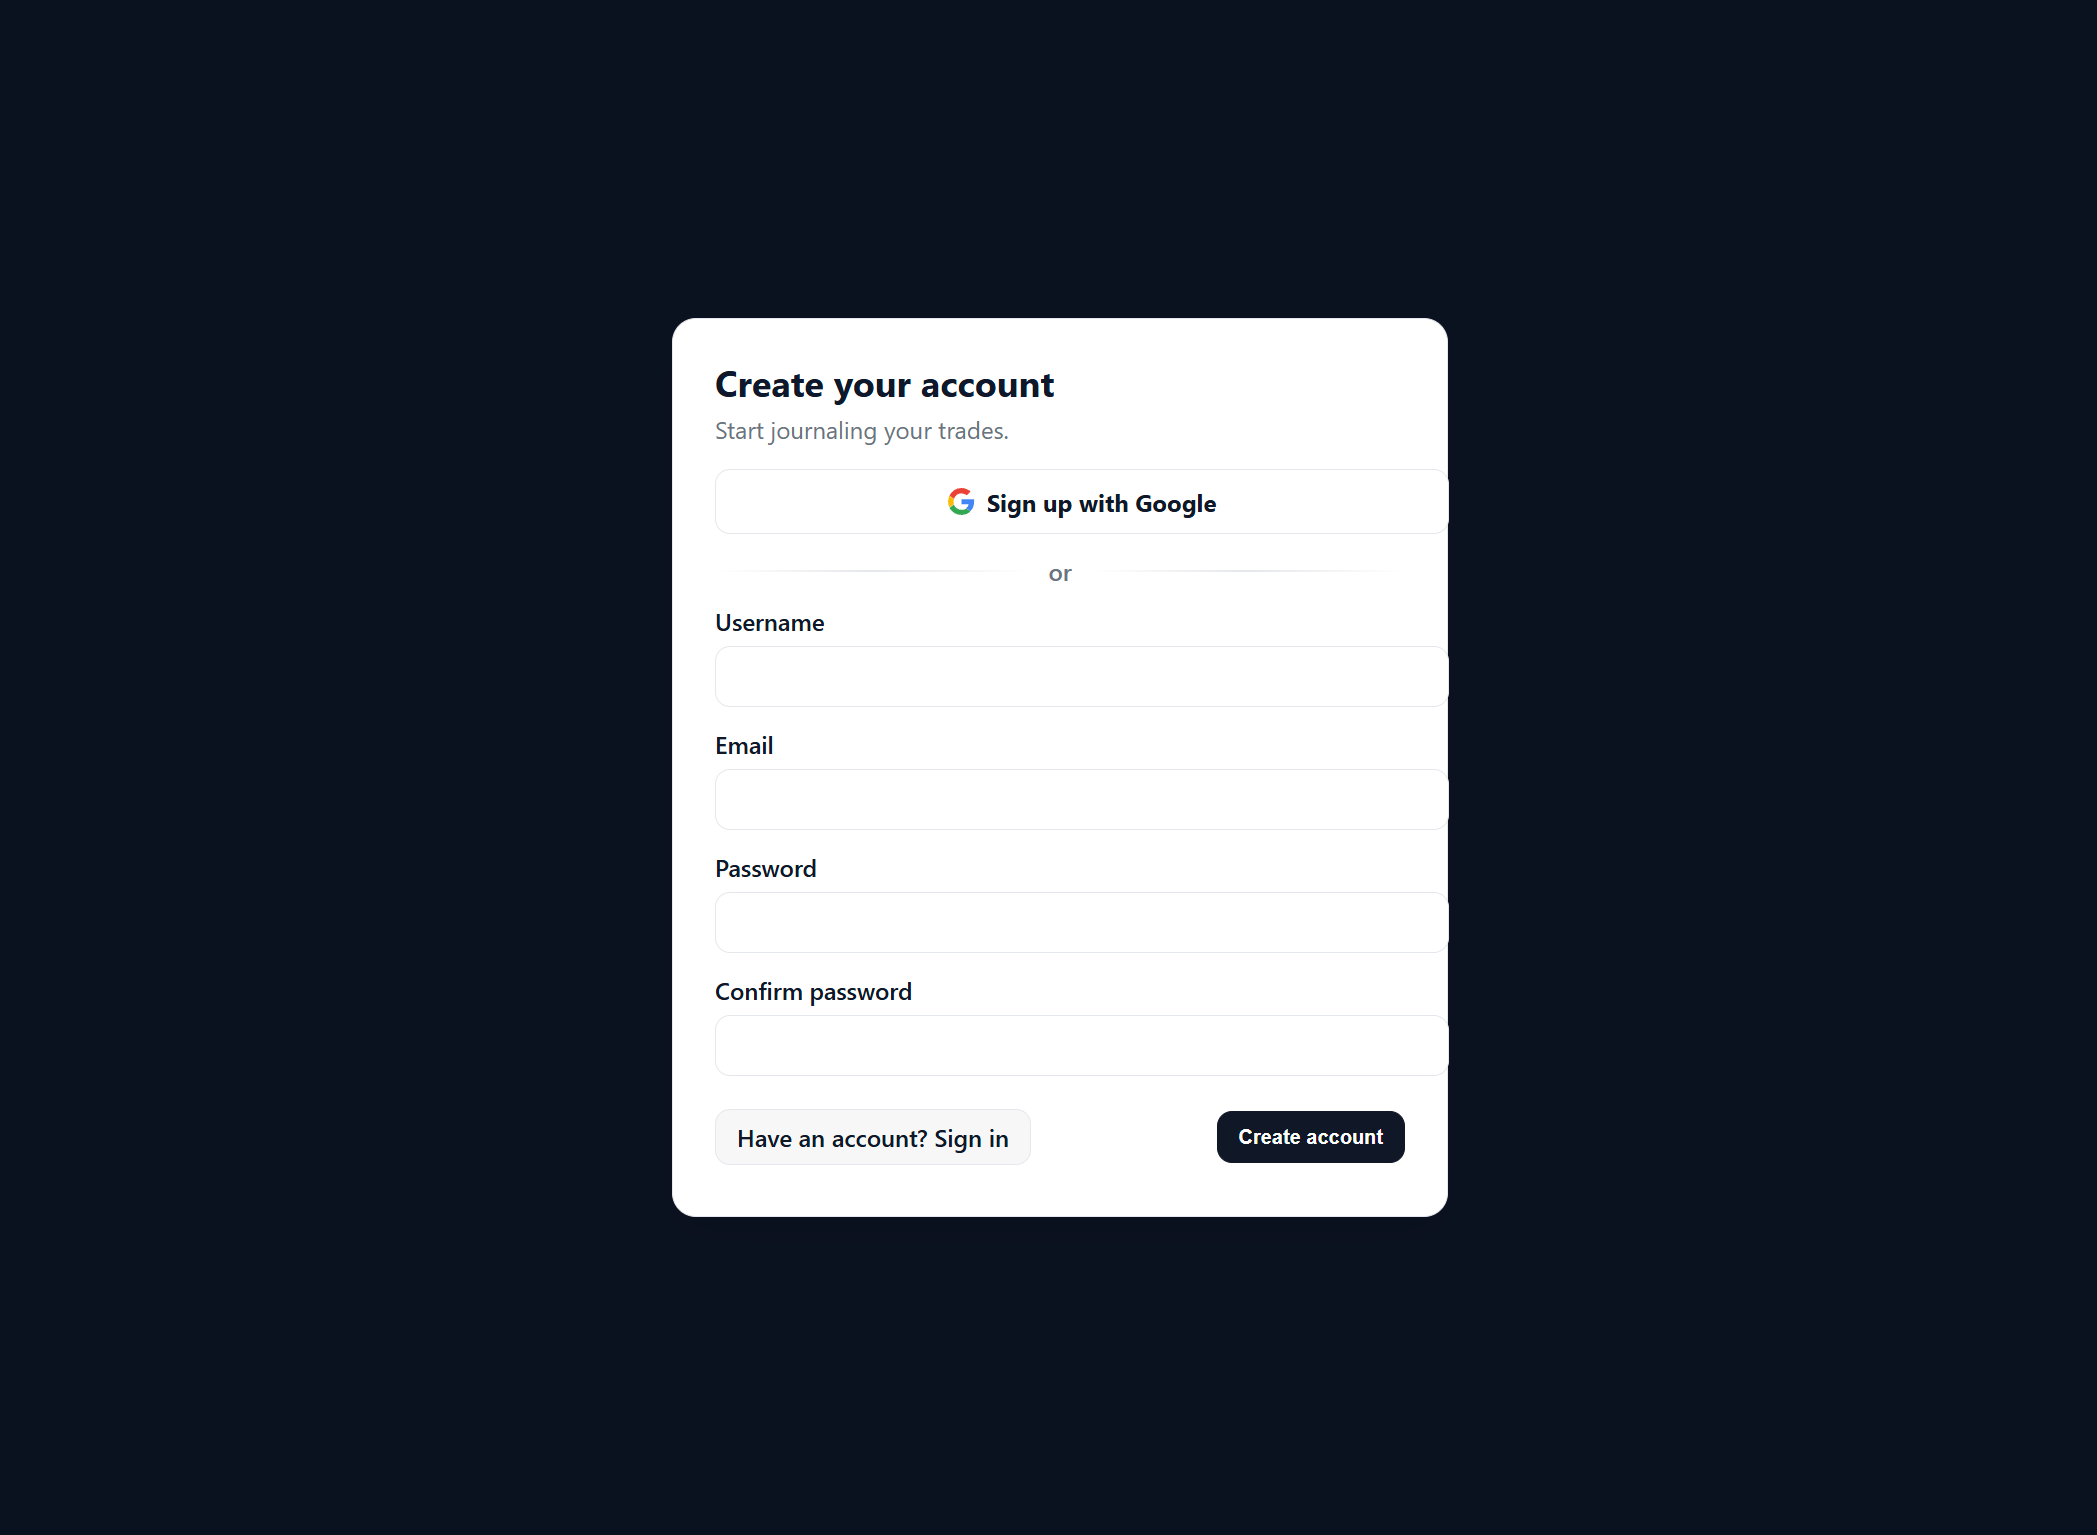 Create your account
Start journaling your trades.
Sign up with Google
or
Username
Email
Password
Confirm password
Have an account? Sign in
Create account